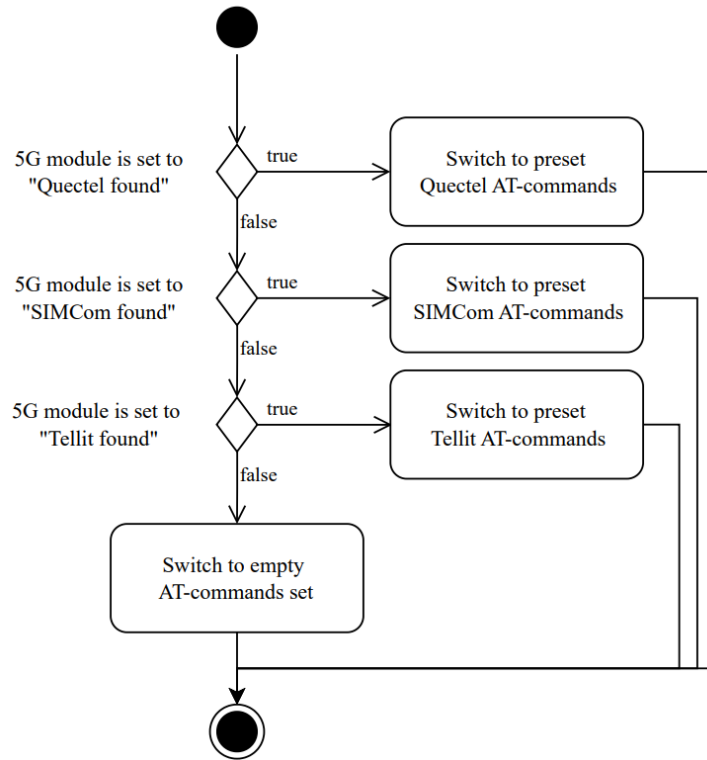 5G module is set to
"Quectel found"
true
Switch to preset
Quectel AT-commands
false
5G module is set to
"SIMCom found"
true
Switch to preset
SIMCom AT-commands
false
5G module is set to
"Tellit found"
true
Switch to preset
Tellit AT-commands
false
Switch to empty
AT-commands set